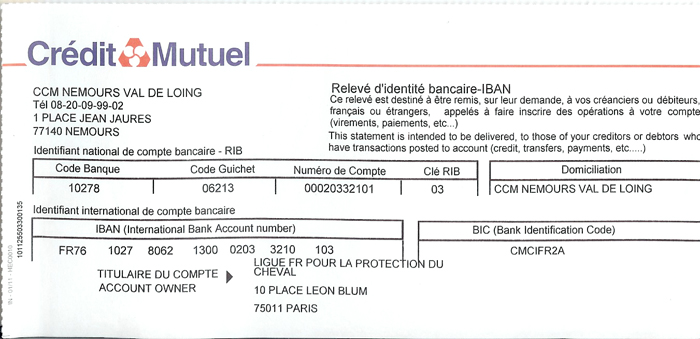 Crédit Mutuel
CCM NEMOURS VAL DE LOING
Tél 08-20-09-99-02
1 PLACE JEAN JAURES
77140 NEMOURS
Relevé d'identité bancaire-IBAN
Ce relevé est destiné à être remis, sur leur demande, à vos créanciers ou débiteurs,
français ou étrangers, appelés à faire inscrire des opérations à votre compte
(virements, paiements, etc...)
This statement is intended to be delivered, to those of your creditors or debtors who
have transactions posted to account (credit, transfers, payments, etc.....)
Identifiant national de compte bancaire - RIB
Code Banque Code Guichet Numéro de Compte Clé RIB Domiciliation
10278 06213 00020332101 03 CCM NEMOURS VAL DE LOING
Identifiant international de compte bancaire
IBAN (International Bank Account number) BIC (Bank Identification Code)
FR76 1027 8062 1300 0203 3210 103 CMCIFR2A
TITULAIRE DU COMPTE
ACCOUNT OWNER
LIGUE FR POUR LA PROTECTION DU
CHEVAL
10 PLACE LEON BLUM
75011 PARIS
101125503300135